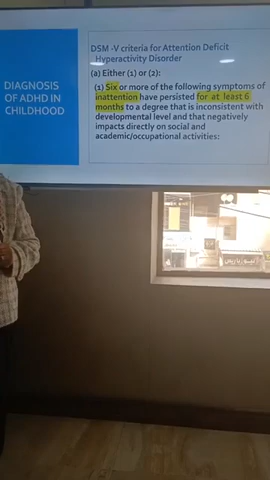 DIAGNOSIS
OF ADHD IN
CHILDHOOD
DSM -V criteria for Attention Deficit
Hyperactivity Disorder
(a) Either (1) or (2):
(1) Six or more of the following symptoms of
inattention have persisted for at least 6
months to a degree that is inconsistent with
developmental level and that negatively
impacts directly on social and
academic/occupational activities: